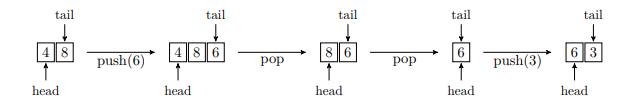 tail tail tail tail tail
4 8 push(6) 4 8 6 pop 8 6 pop 6 push(3) 6 3
head head head head head